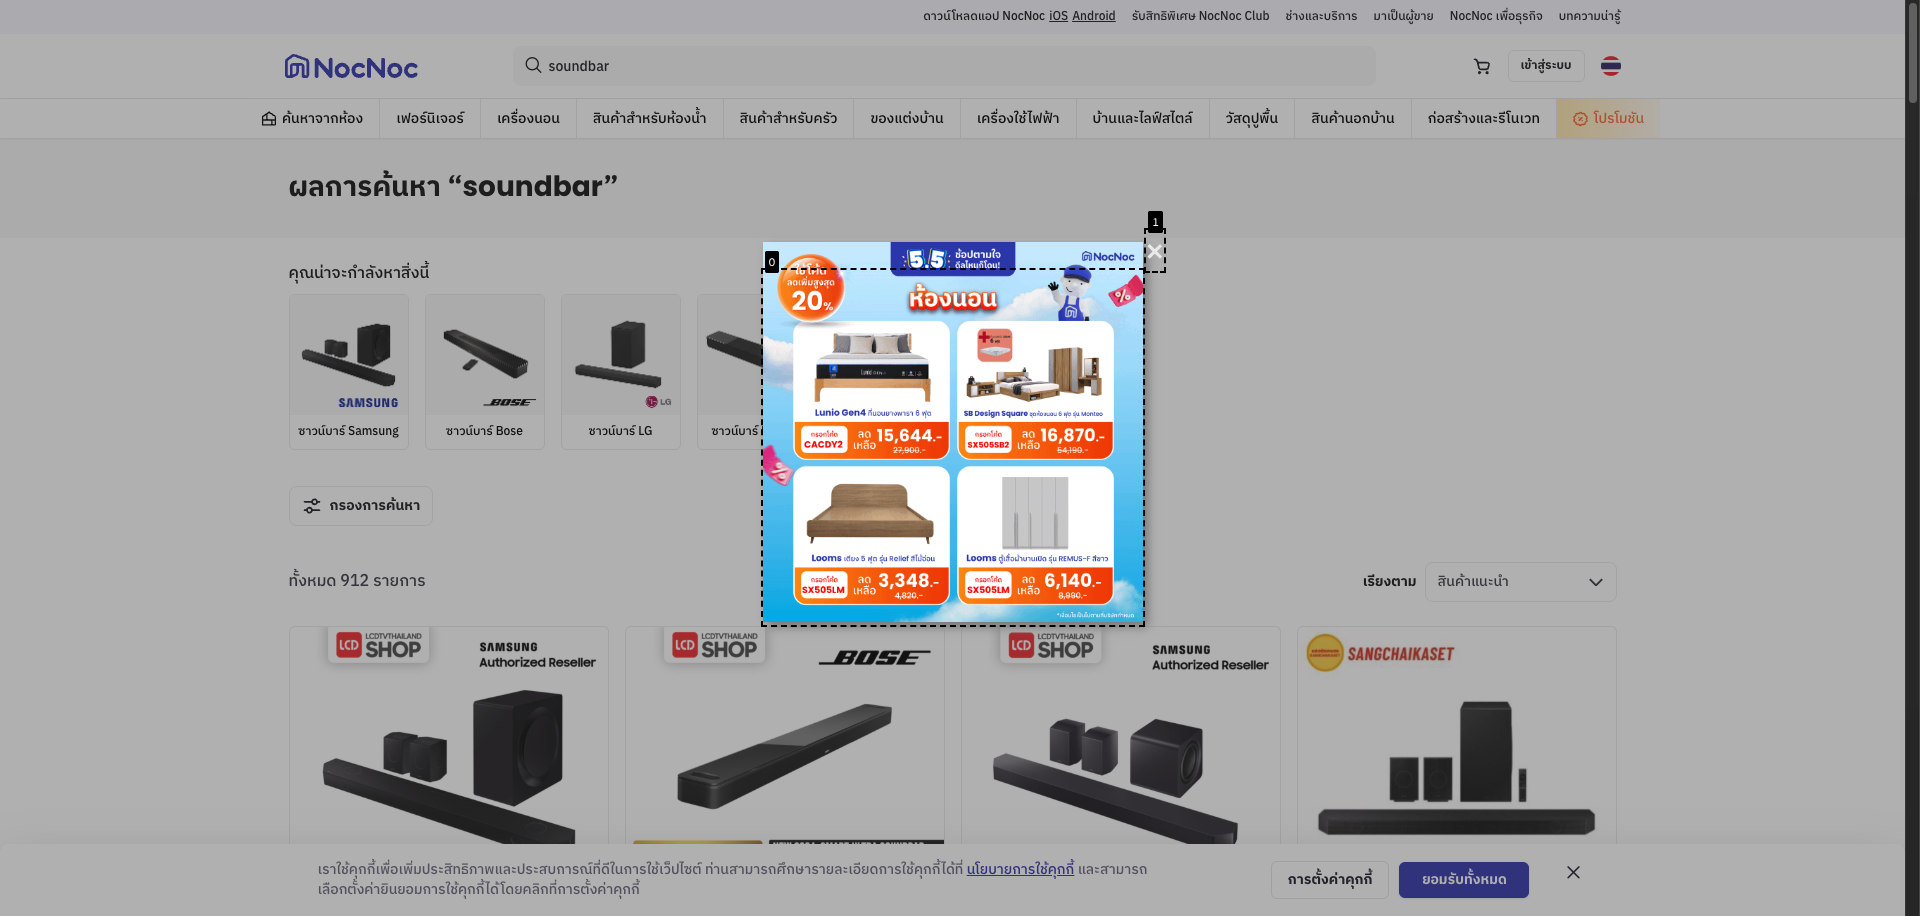 ดาวน์โหลดแอป NocNoc iOS Android รับสิทธิพิเศษ NocNoc Club ช่างและบริการ มาเป็นผู้ขาย NocNoc เพื่อธุรกิจ บทความน่ารู้
NocNoc
soundbar
เข้าสู่ระบบ
ค้นหาจากห้อง เฟอร์นิเจอร์ เครื่องนอน สินค้าสำหรับห้องน้ำ สินค้าสำหรับครัว ของแต่งบ้าน เครื่องใช้ไฟฟ้า บ้านและไลฟ์สไตล์ วัสดุปูพื้น สินค้านอกบ้าน ก่อสร้างและรีโนเวท โปรโมชัน
ผลการค้นหา “soundbar”
1
0
ใช้โค้ด
ลดเพิ่มสูงสุด
20%
5.5 ช้อปตามใจ
ดีลไหนก็โดน!
NocNoc
ห้องนอน
Lunio Gen4 ที่นอนยางพารา 6 ฟุต
กรอกโค้ด
CACDY2
ลดเหลือ 15,644.-
27,900.-
SB Design Square ชุดห้องนอน 6 ฟุต รุ่น Monteo
กรอกโค้ด
SX505SB2
ลดเหลือ 16,870.-
54,190.-
Looms เตียง 5 ฟุต รุ่น Relief สีไม้อ่อน
กรอกโค้ด
SX505LM
ลดเหลือ 3,348.-
4,820.-
Looms ตู้เสื้อผ้าบานเปิด รุ่น REMUS-F สีขาว
กรอกโค้ด
SX505LM
ลดเหลือ 6,140.-
8,990.-
คุณน่าจะกำลังหาสิ่งนี้
SAMSUNG
BOSE
LG
ซาวน์บาร์ Samsung
ซาวน์บาร์ Bose
ซาวน์บาร์ LG
ซาวน์บาร์
กรองการค้นหา
ทั้งหมด 912 รายการ
เรียงตาม สินค้าแนะนำ
LCD LCDTVTHAILAND SHOP
SAMSUNG
Authorized Reseller
LCD LCDTVTHAILAND SHOP
BOSE
LCD LCDTVTHAILAND SHOP
SAMSUNG
Authorized Reseller
SANGCHAIKASET
เราใช้คุกกี้เพื่อเพิ่มประสิทธิภาพและประสบการณ์ที่ดีในการใช้เว็บไซต์ ท่านสามารถศึกษารายละเอียดการใช้คุกกี้ได้ที่ นโยบายการใช้คุกกี้ และสามารถ
เลือกตั้งค่ายินยอมการใช้คุกกี้ได้โดยคลิกที่การตั้งค่าคุกกี้
การตั้งค่าคุกกี้
ยอมรับทั้งหมด